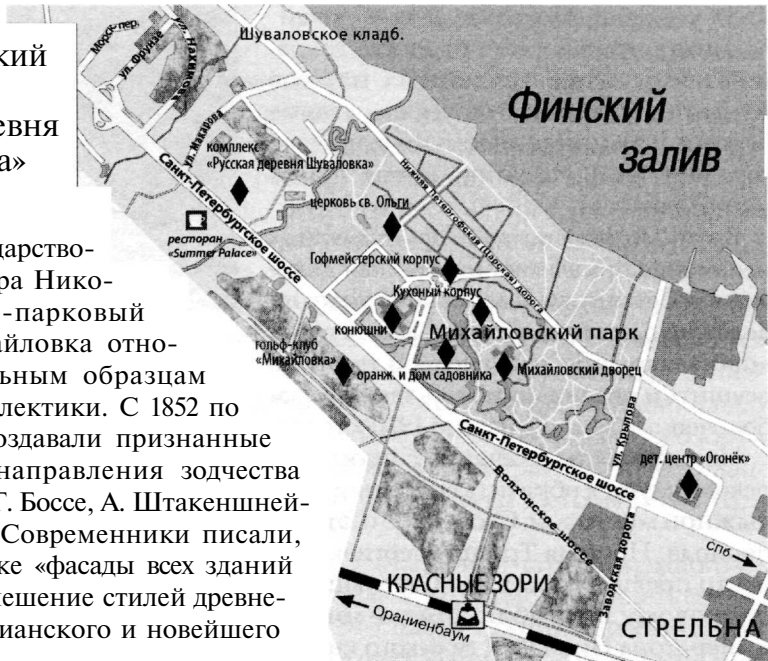 кий
евня
а»
дарство-
ра Нико-
-парковый
айловка отно-
льным образцам
лектики. С 1852 по
оздавали признанные
направления зодчества
Г. Боссе, А. Штакеншней-
Современники писали,
ке «фасады всех зданий
мешение стилей древне-
ианского и новейшего
Морск. пер.
ул. Фрунзе
ул. Нахимова
Шуваловское кладб.
Финский
залив
ул. Макарова
комплекс
«Русская деревня Шуваловка»
Санкт-Петербургское шоссе
Нижняя Петергофская (Царская) дорога
церковь св. Ольги
ресторан
«Summer Palace»
Гофмейстерский корпус
Кухоный корпус
конюшни
Михайловский парк
гольф-клуб
«Михайловка»
оранж. и дом садовника
Михайловский дворец
Санкт-Петербургское шоссе
ул. Крылова
дет. центр «Огонёк»
Волхонское шоссе
Заводская дорога
СПб
КРАСНЫЕ ЗОРИ
Ораниенбаум
СТРЕЛЬНА